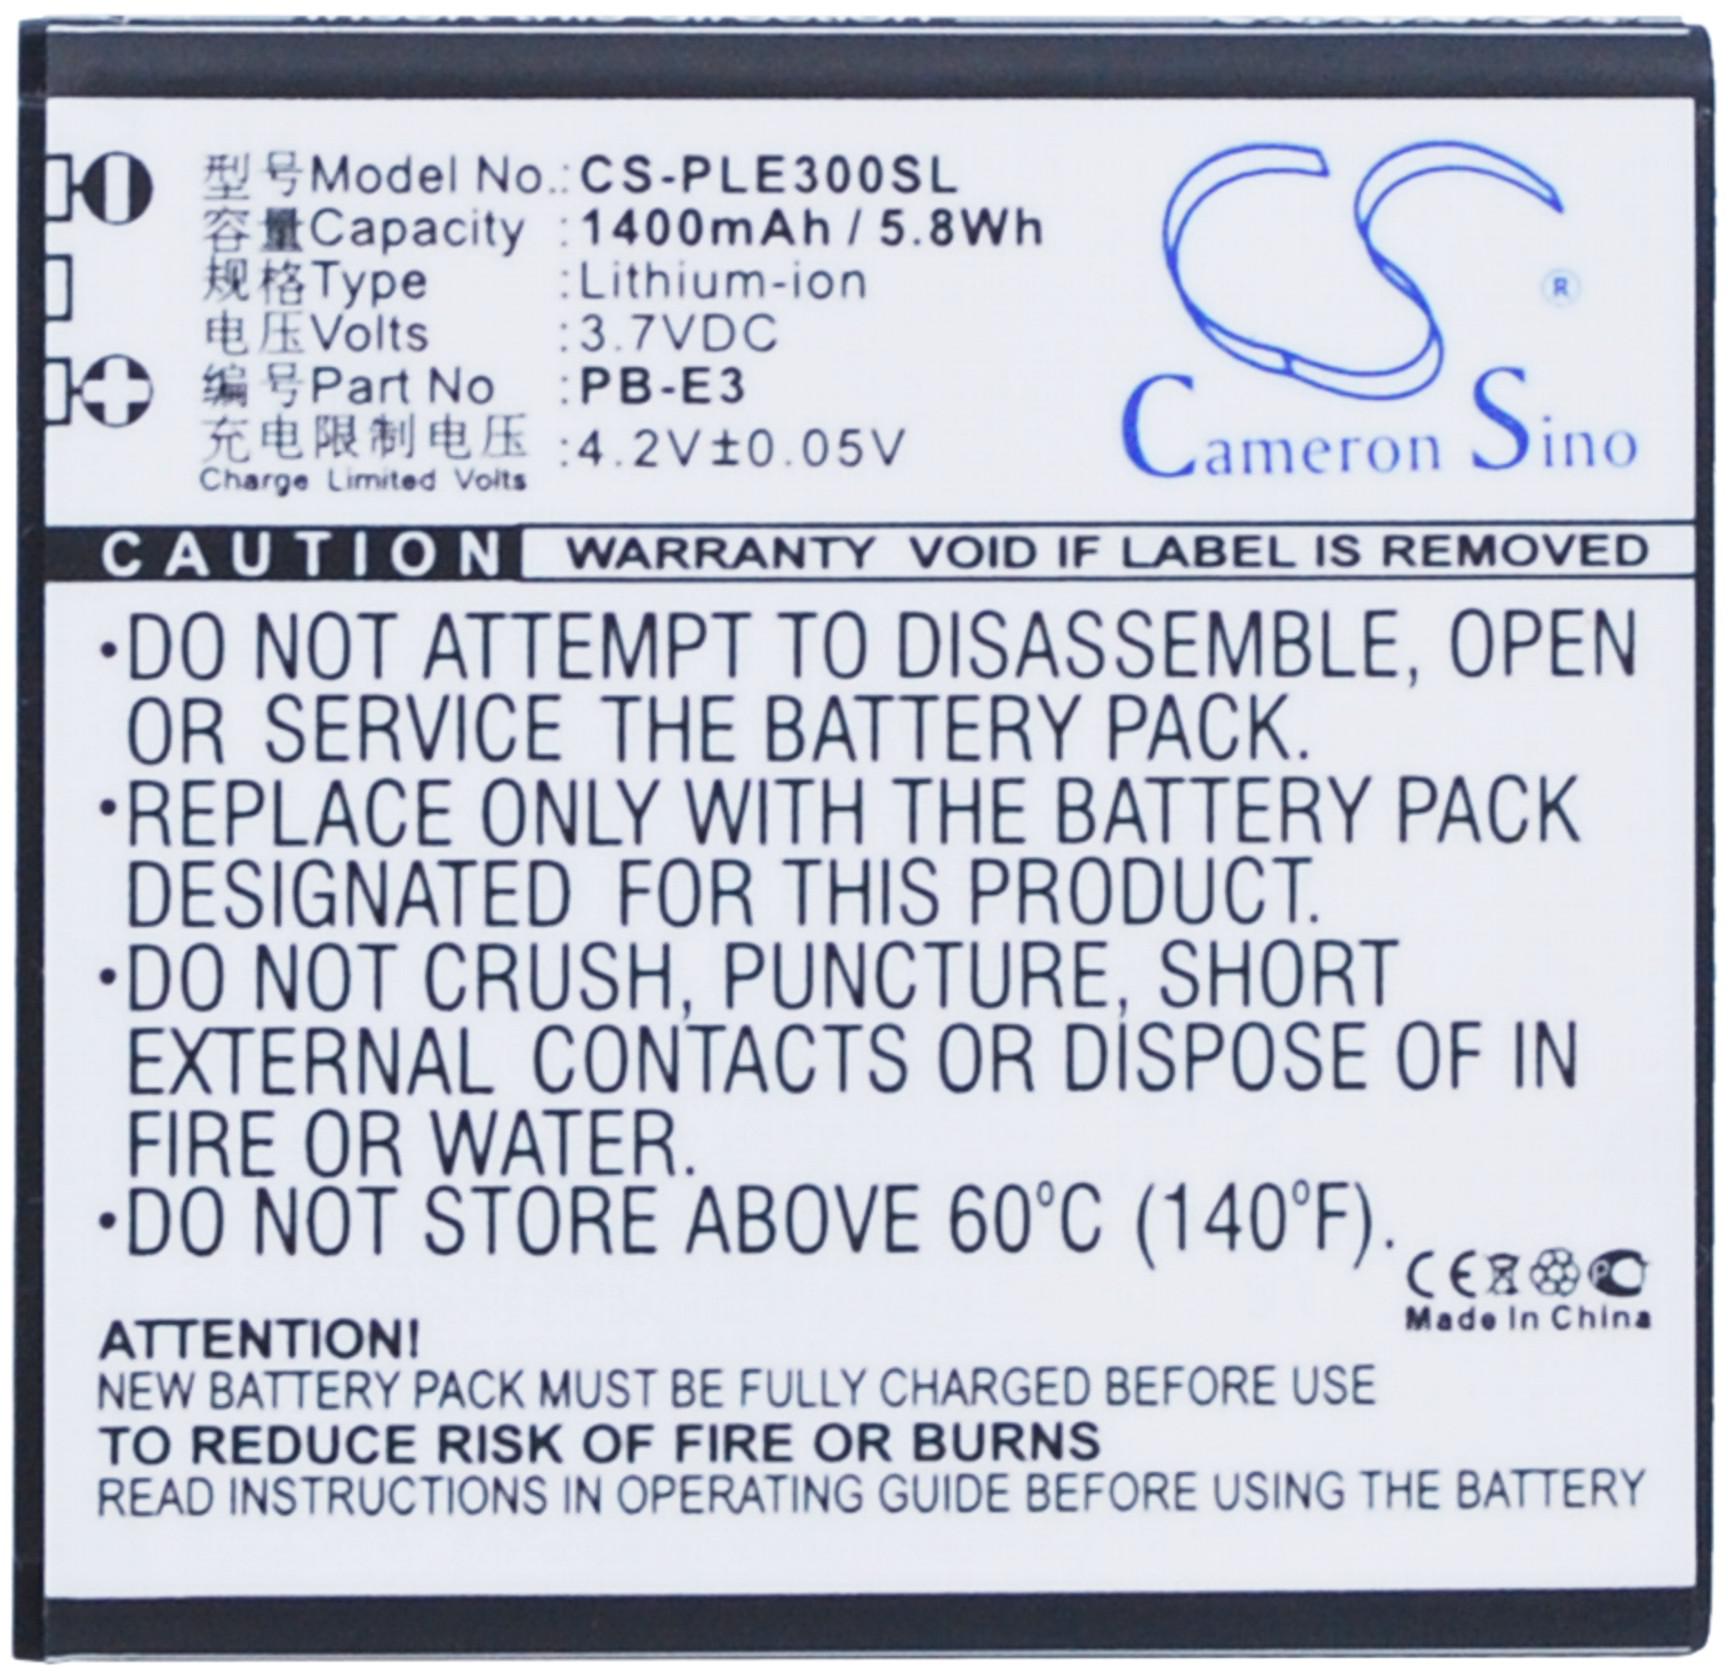 型号Model No.:CS-PLE300SL
容量Capacity :1400mAh / 5.8Wh
规格Type :Lithium-ion
电压Volts :3.7VDC
编号Part No :PB-E3
充电限制电压 :4.2V±0.05V
Charge Limited Volts
CS ®
Cameron Sino
CAUTION WARRANTY VOID IF LABEL IS REMOVED
•DO NOT ATTEMPT TO DISASSEMBLE, OPEN
OR SERVICE THE BATTERY PACK.
•REPLACE ONLY WITH THE BATTERY PACK
DESIGNATED FOR THIS PRODUCT.
•DO NOT CRUSH, PUNCTURE, SHORT
EXTERNAL CONTACTS OR DISPOSE OF IN
FIRE OR WATER.
•DO NOT STORE ABOVE 60°C (140°F).
CE PC
Made In China
ATTENTION!
NEW BATTERY PACK MUST BE FULLY CHARGED BEFORE USE
TO REDUCE RISK OF FIRE OR BURNS
READ INSTRUCTIONS IN OPERATING GUIDE BEFORE USING THE BATTERY